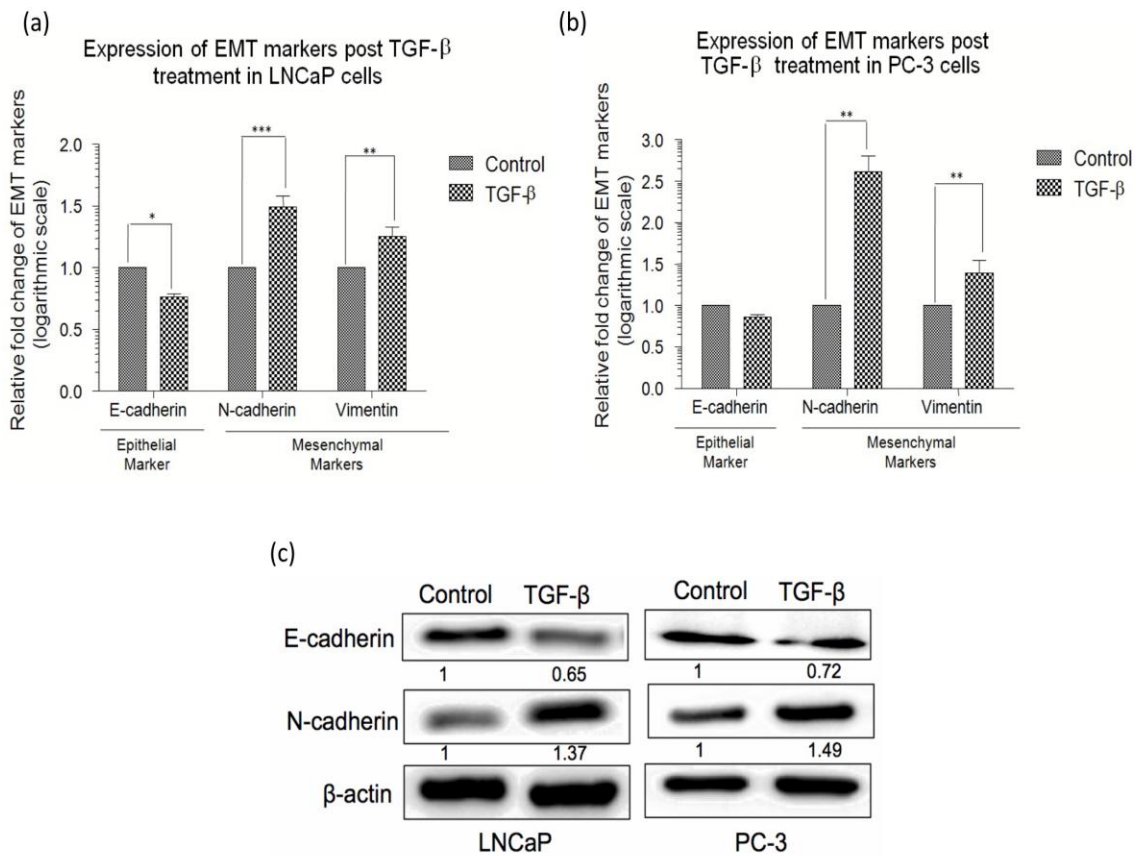 (a)
Expression of EMT markers post TGF-β
treatment in LNCaP cells
Relative fold change of EMT markers
(logarithmic scale)
2.0
1.5
1.0
0.5
0.0
*
***
**
Control
TGF-β
E-cadherin
N-cadherin
Vimentin
Epithelial
Marker
Mesenchymal
Markers
(b)
Expression of EMT markers post
TGF-β treatment in PC-3 cells
Relative fold change of EMT markers
(logarithmic scale)
3.0
2.5
1.5
1.0
0.5
0.0
**
**
Control
TGF-β
E-cadherin
N-cadherin
Vimentin
Epithelial
Marker
Mesenchymal
Markers
(c)
Control TGF-β Control TGF-β
E-cadherin
1 0.65 1 0.72
N-cadherin
1 1.37 1 1.49
β-actin
LNCaP PC-3